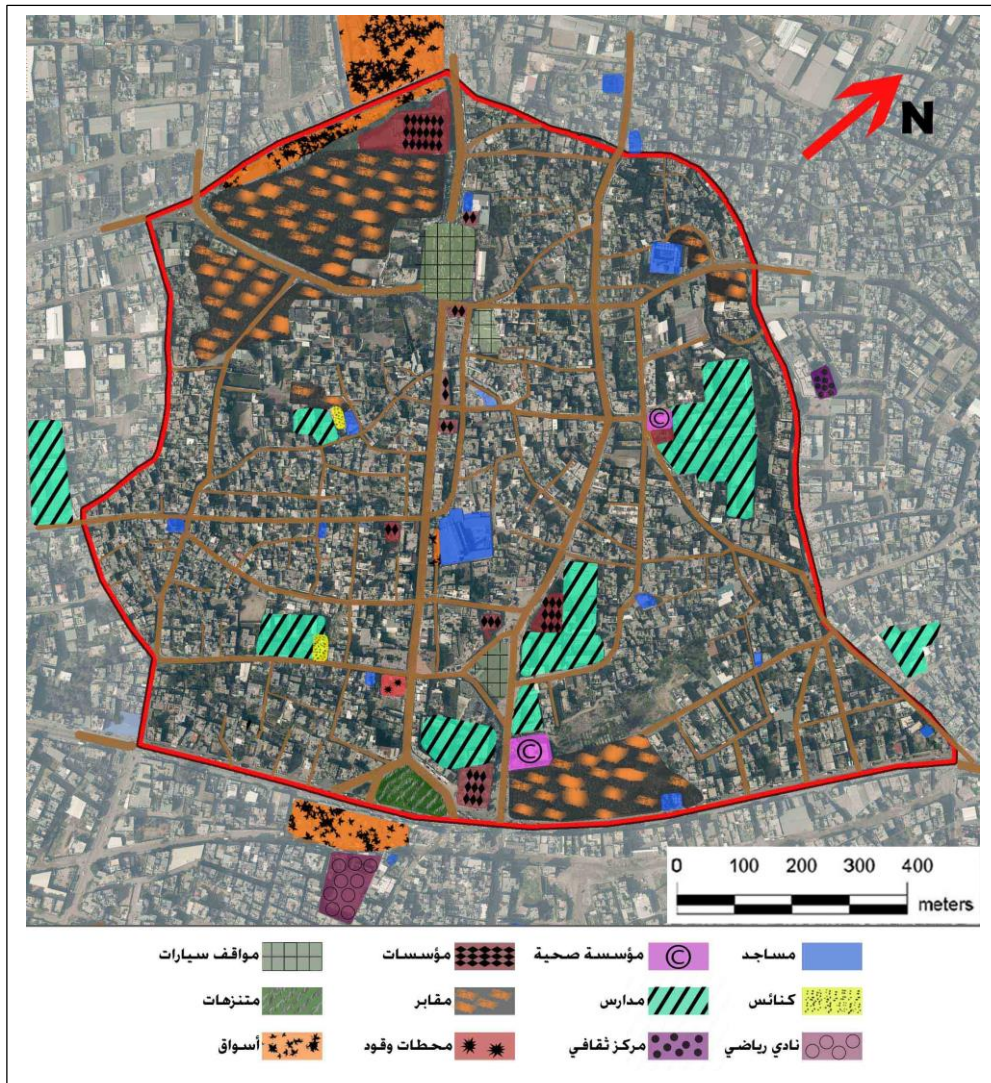 N
0 100 200 300 400
meters
مساجد مؤسسة صحية مؤسسات مواقف سيارات
كنائس مدارس مقابر متنزهات
نادي رياضي مركز ثقافي محطات وقود أسواق